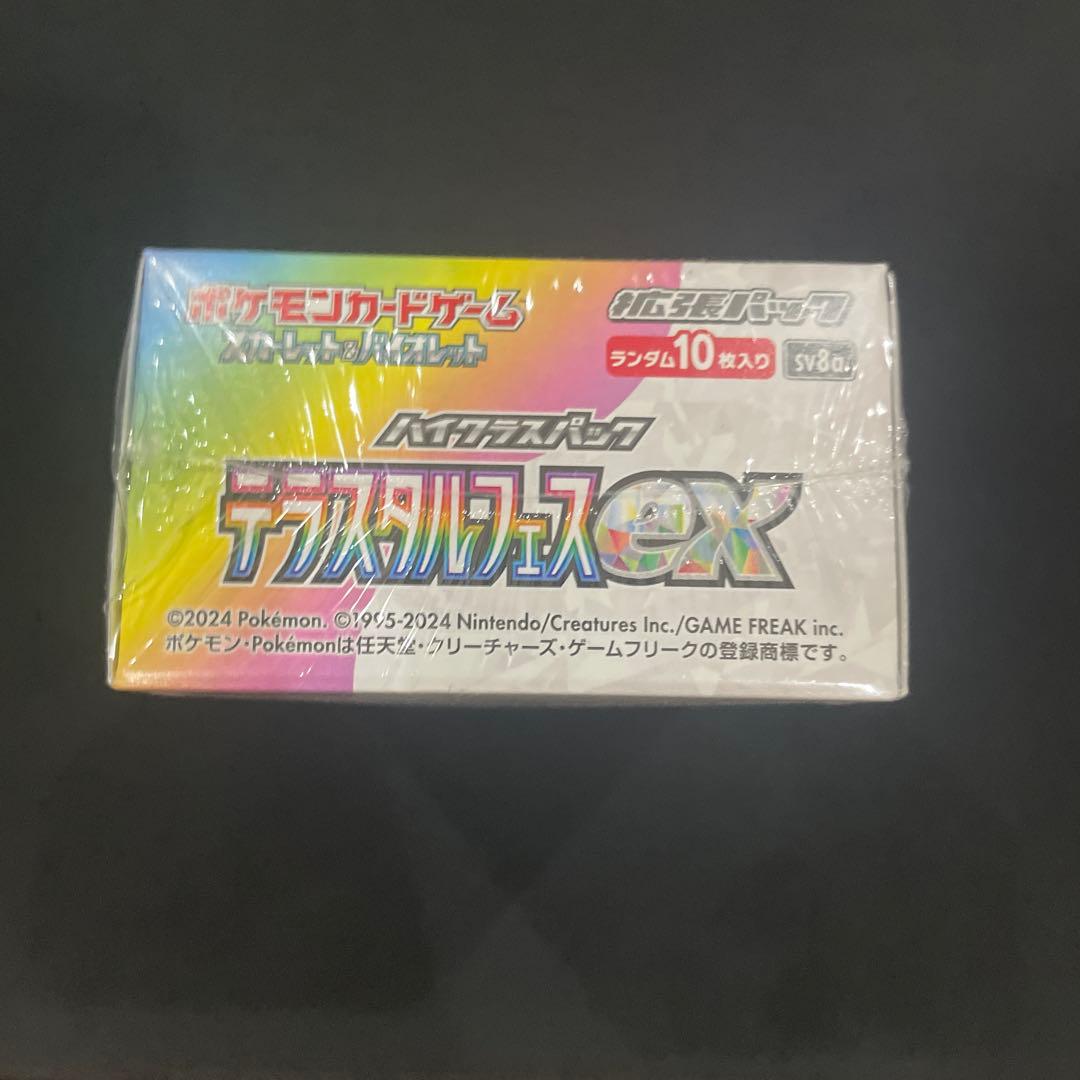 ポケモンカードゲーム
スカーレット&バイオレット
拡張パック
ランダム10枚入り
sv8a
ハイクラスパック
テラスタルフェスex
©2024 Pokémon. ©1995-2024 Nintendo/Creatures Inc./GAME FREAK inc.
ポケモン・Pokémonは任天堂・クリーチャーズ・ゲームフリークの登録商標です。